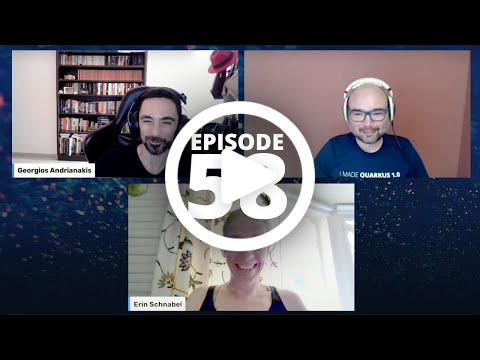 EPISODE
58
Georgios Andrianakis
I MADE QUARKUS 1.0
Erin Schnabel